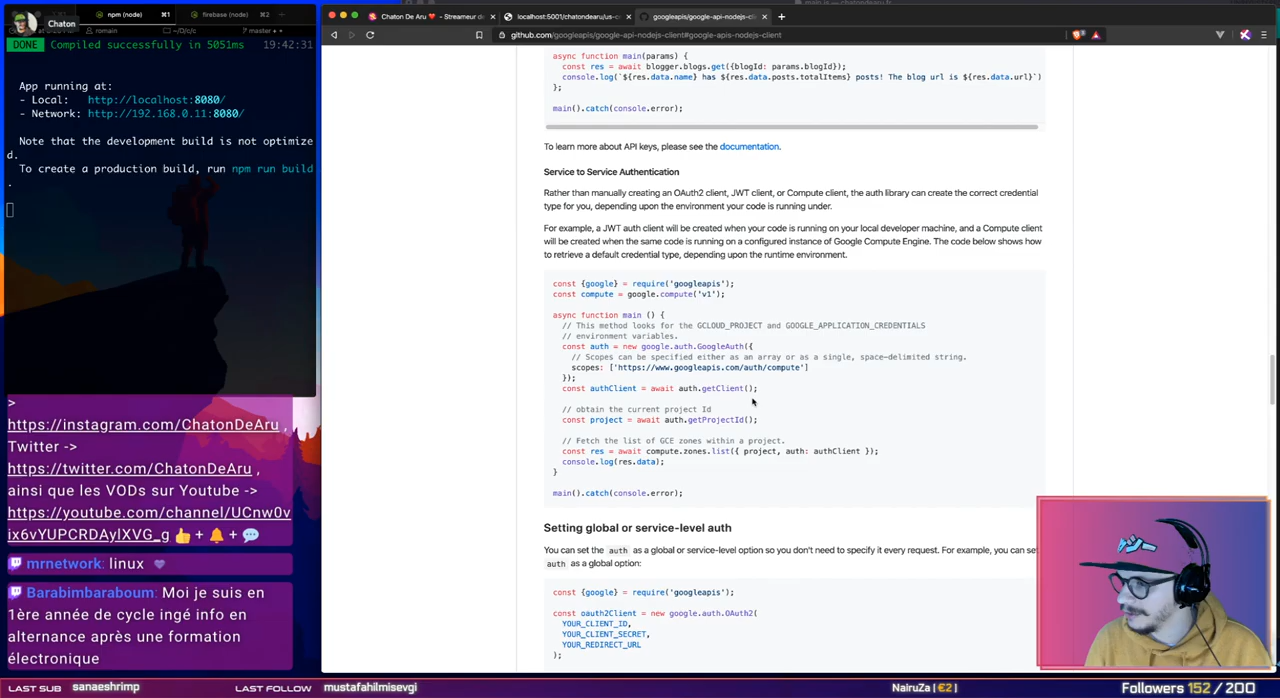 npm (node)
⌘1
firebase (node)
⌘2
Chaton
romain
~/D/c/c
master
DONE Compiled successfully in 5051ms
19:42:31
App running at:
- Local: http://localhost:8080/
- Network: http://192.168.0.11:8080/
Note that the development build is not optimize
d.
To create a production build, run npm run build
.
>
https://instagram.com/ChatonDeAru ,
Twitter ->
https://twitter.com/ChatonDeAru ,
ainsi que les VODs sur Youtube ->
https://youtube.com/channel/UCnw0v
ix6vYUPCRDAylXVG_g 👍 + 🔔 + 💬
mrnetwork: linux
Barabimbaraboum: Moi je suis en
1ère année de cycle ingé info en
alternance après une formation
électronique
Chaton De Aru ❤ - Streameur d
localhost:5001/chatondearu/us-c
googleapis/google-api-nodejs-cl
github.com/googleapis/google-api-nodejs-client#google-apis-nodejs-client
async function main(params) {
const res = await blogger.blogs.get({blogId: params.blogId});
console.log(`${res.data.name} has ${res.data.posts.totalItems} posts! The blog url is ${res.data.url}`)
};
main().catch(console.error);
To learn more about API keys, please see the documentation.
Service to Service Authentication
Rather than manually creating an OAuth2 client, JWT client, or Compute client, the auth library can create the correct credential
type for you, depending upon the environment your code is running under.
For example, a JWT auth client will be created when your code is running on your local developer machine, and a Compute client
will be created when the same code is running on a configured instance of Google Compute Engine. The code below shows how
to retrieve a default credential type, depending upon the runtime environment.
const {google} = require('googleapis');
const compute = google.compute('v1');
async function main () {
// This method looks for the GCLOUD_PROJECT and GOOGLE_APPLICATION_CREDENTIALS
// environment variables.
const auth = new google.auth.GoogleAuth({
// Scopes can be specified either as an array or as a single, space-delimited string.
scopes: ['https://www.googleapis.com/auth/compute']
});
const authClient = await auth.getClient();
// obtain the current project Id
const project = await auth.getProjectId();
// Fetch the list of GCE zones within a project.
const res = await compute.zones.list({ project, auth: authClient });
console.log(res.data);
}
main().catch(console.error);
Setting global or service-level auth
You can set the auth as a global or service-level option so you don't need to specify it every request. For example, you can set
auth as a global option:
const {google} = require('googleapis');
const oauth2Client = new google.auth.OAuth2(
YOUR_CLIENT_ID,
YOUR_CLIENT_SECRET,
YOUR_REDIRECT_URL
);
LAST SUB sanaeshrimp
LAST FOLLOW mustafahilmisevgi
NairuZa | €2 |
Followers 152 / 200